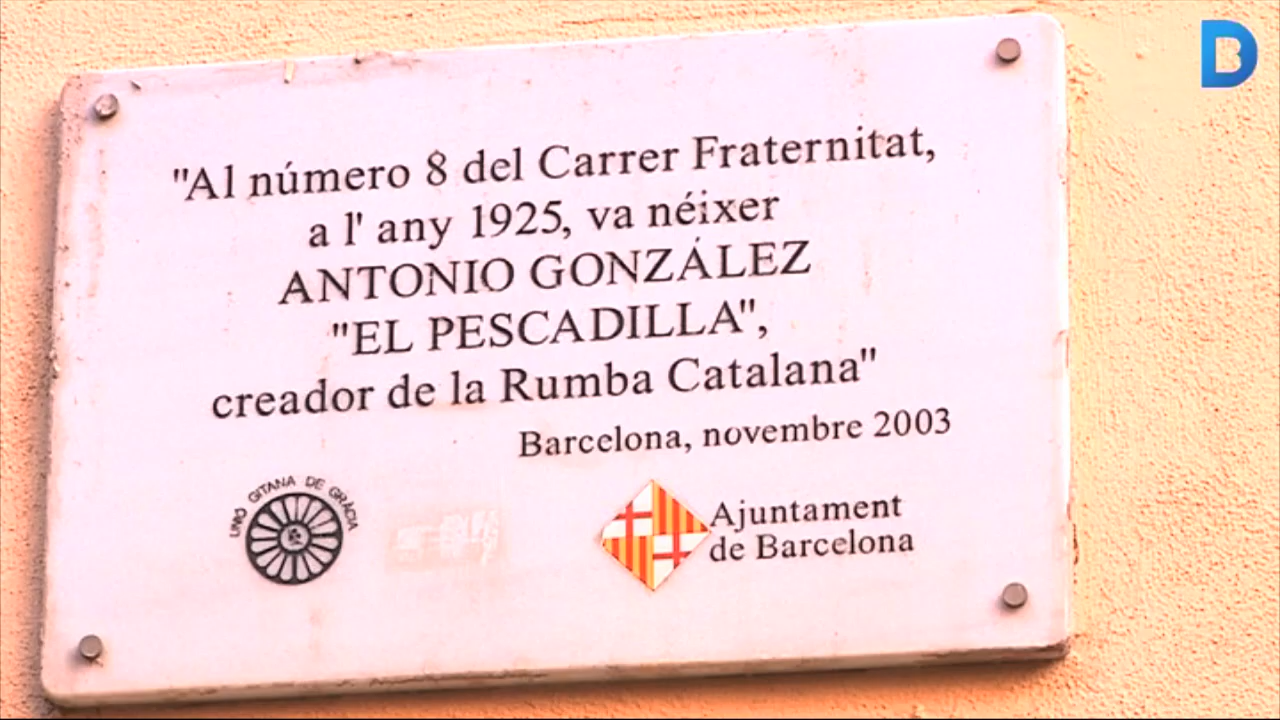 "Al número 8 del Carrer Fraternitat,
a l' any 1925, va néixer
ANTONIO GONZÁLEZ
"EL PESCADILLA",
creador de la Rumba Catalana"
Barcelona, novembre 2003
UNIÓ GITANA DE GRÀCIA
Ajuntament
de Barcelona
B